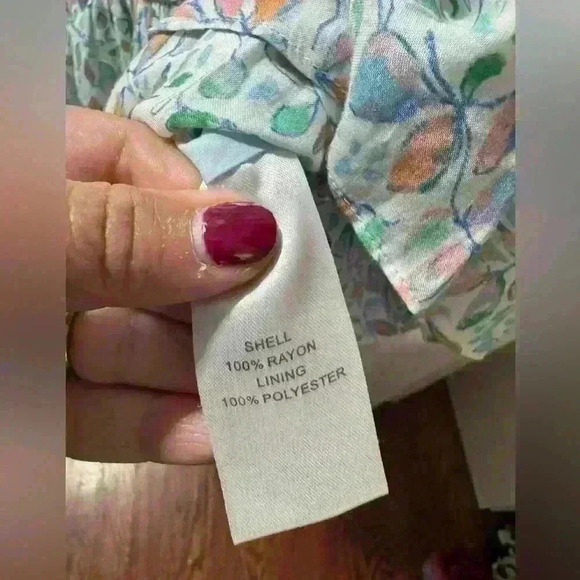 SHELL
100% RAYON
LINING
100% POLYESTER